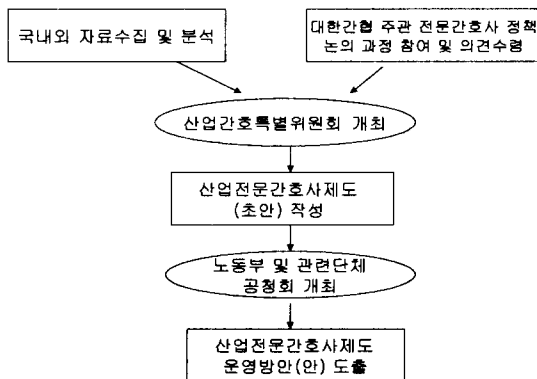 국내외 자료수집 및 분석
대한간협 주관 전문간호사 정책
논의 과정 참여 및 의견수령
산업간호특별위원회 개최
산업전문간호사제도
(초안) 작성
노동부 및 관련단체
공청회 개최
산업전문간호사제도
운영방안(안) 도출